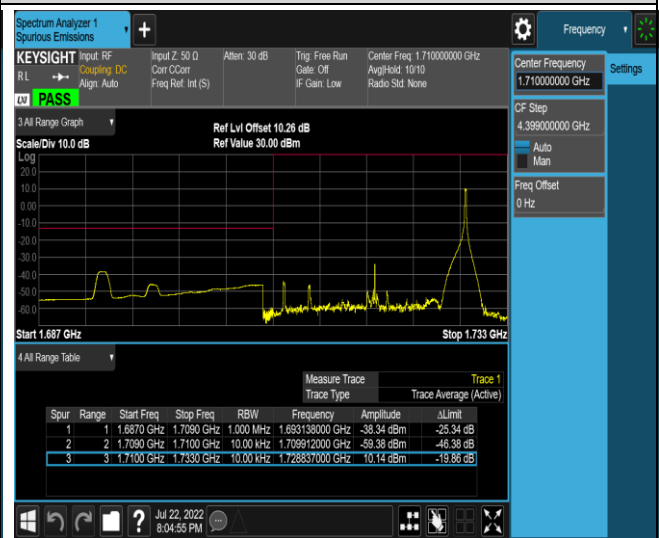 Spectrum Analyzer 1
Spurious Emissions
Frequency
KEYSIGHT
R L
LXI PASS
Input: RF
Coupling: DC
Align: Auto
Input Z: 50 Ω
Corr CCorr
Freq Ref: Int (S)
Atten: 30 dB
Trig: Free Run
Gate: Off
IF Gain: Low
Center Freq: 1.710000000 GHz
Avg|Hold: 10/10
Radio Std: None
Center Frequency
1.710000000 GHz
Settings
CF Step
4.399000000 GHz
Auto
Man
Freq Offset
0 Hz
3 All Range Graph
Scale/Div 10.0 dB
Ref Lvl Offset 10.26 dB
Ref Value 30.00 dBm
Log
20.0
10.0
0.00
-10.0
-20.0
-30.0
-40.0
-50.0
-60.0
Start 1.687 GHz Stop 1.733 GHz
4 All Range Table
Measure Trace Trace 1
Trace Type Trace Average (Active)
Spur Range Start Freq Stop Freq RBW Frequency Amplitude ΔLimit
1 1 1.6870 GHz 1.7090 GHz 1.000 MHz 1.693138000 GHz -38.34 dBm -25.34 dB
2 2 1.7090 GHz 1.7100 GHz 10.00 kHz 1.709912000 GHz -59.38 dBm -46.38 dB
3 3 1.7100 GHz 1.7330 GHz 10.00 kHz 1.728837000 GHz 10.14 dBm -19.86 dB
Jul 22, 2022
8:04:55 PM